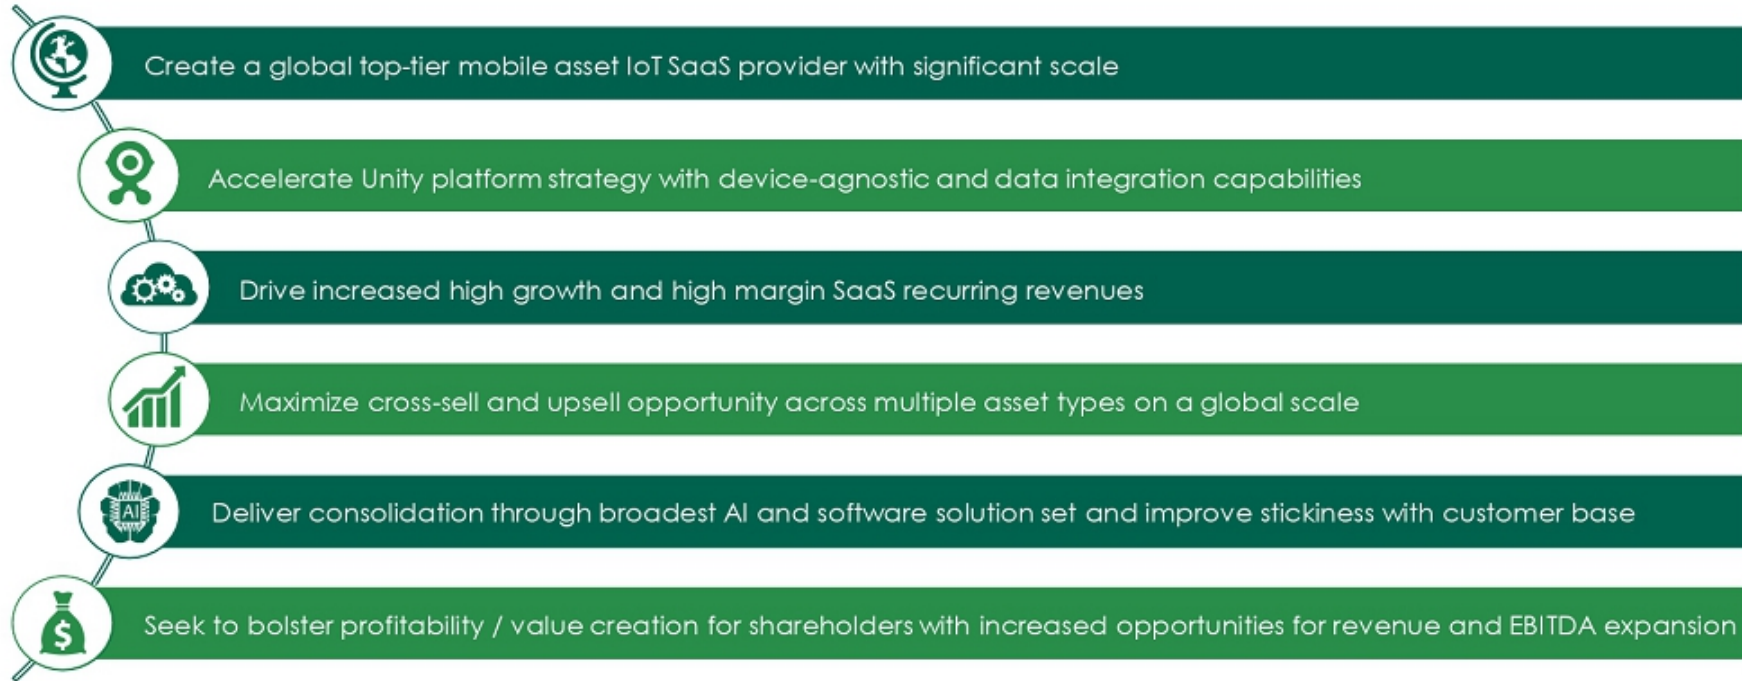 Create a global top-tier mobile asset IoT SaaS provider with significant scale
Accelerate Unity platform strategy with device-agnostic and data integration capabilities
Drive increased high growth and high margin SaaS recurring revenues
Maximize cross-sell and upsell opportunity across multiple asset types on a global scale
AI
Deliver consolidation through broadest AI and software solution set and improve stickiness with customer base
$
Seek to bolster profitability / value creation for shareholders with increased opportunities for revenue and EBITDA expansion